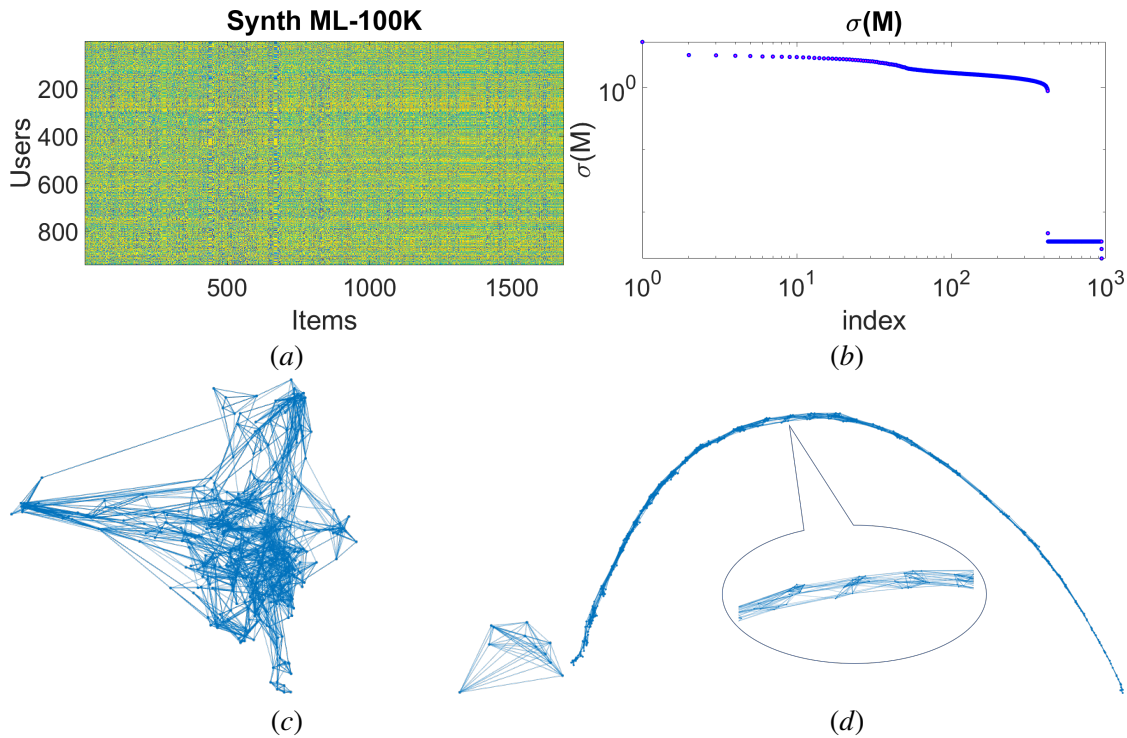 Synth ML-100K
Users
200
400
600
800
500
1000
1500
Items
(a)
σ(M)
σ(M)
10^0
10^0
10^1
10^2
10^3
index
(b)
(c)
(d)